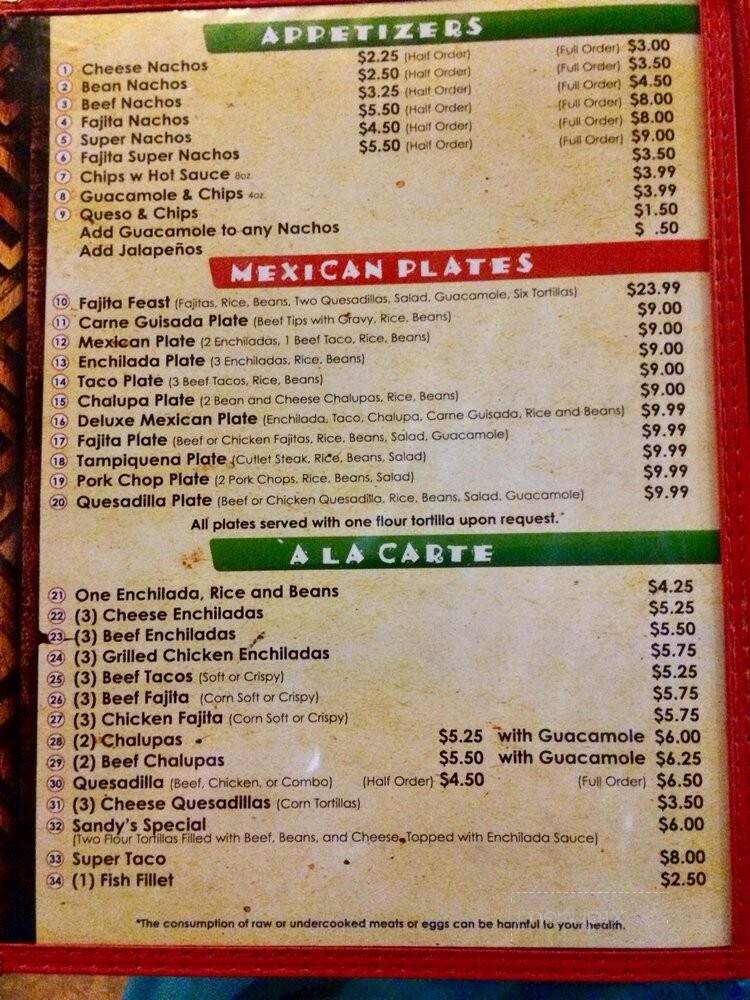 APPETIZERS
1 Cheese Nachos $2.25 (Half Order) (Full Order) $3.00
2 Bean Nachos $2.50 (Half Order) (Full Order) $3.50
3 Beef Nachos $3.25 (Half Order) (Full Order) $4.50
4 Fajita Nachos $5.50 (Half Order) (Full Order) $8.00
5 Super Nachos $4.50 (Half Order) (Full Order) $8.00
6 Fajita Super Nachos $5.50 (Half Order) (Full Order) $9.00
7 Chips w Hot Sauce 8oz. $3.50
8 Guacamole & Chips 4oz. $3.99
9 Queso & Chips $3.99
Add Guacamole to any Nachos $1.50
Add Jalapeños $ .50
MEXICAN PLATES
10 Fajita Feast (Fajitas, Rice, Beans, Two Quesadillas, Salad, Guacamole, Six Tortillas) $23.99
11 Carne Guisada Plate (Beef Tips with Gravy, Rice, Beans) $9.00
12 Mexican Plate (2 Enchiladas, 1 Beef Taco, Rice, Beans) $9.00
13 Enchilada Plate (3 Enchiladas, Rice, Beans) $9.00
14 Taco Plate (3 Beef Tacos, Rice, Beans) $9.00
15 Chalupa Plate (2 Bean and Cheese Chalupas, Rice, Beans) $9.00
16 Deluxe Mexican Plate (Enchilada, Taco, Chalupa, Carne Guisada, Rice and Beans) $9.99
17 Fajita Plate (Beef or Chicken Fajitas, Rice, Beans, Salad, Guacamole) $9.99
18 Tampiquena Plate (Cutlet Steak, Rice, Beans, Salad) $9.99
19 Pork Chop Plate (2 Pork Chops, Rice, Beans, Salad) $9.99
20 Quesadilla Plate (Beef or Chicken Quesadilla, Rice, Beans, Salad, Guacamole) $9.99
All plates served with one flour tortilla upon request.*
A LA CARTE
21 One Enchilada, Rice and Beans $4.25
22 (3) Cheese Enchiladas $5.25
23 (3) Beef Enchiladas $5.50
24 (3) Grilled Chicken Enchiladas $5.75
25 (3) Beef Tacos (Soft or Crispy) $5.25
26 (3) Beef Fajita (Corn Soft or Crispy) $5.75
27 (3) Chicken Fajita (Corn Soft or Crispy) $5.75
28 (2) Chalupas $5.25 with Guacamole $6.00
29 (2) Beef Chalupas $5.50 with Guacamole $6.25
30 Quesadilla (Beef, Chicken, or Combo) (Half Order) $4.50 (Full Order) $6.50
31 (3) Cheese Quesadillas (Corn Tortillas) $3.50
32 Sandy's Special $6.00
(Two Flour Tortillas Filled with Beef, Beans, and Cheese, Topped with Enchilada Sauce)
33 Super Taco $8.00
34 (1) Fish Fillet $2.50
*The consumption of raw or undercooked meats or eggs can be harmful to your health.